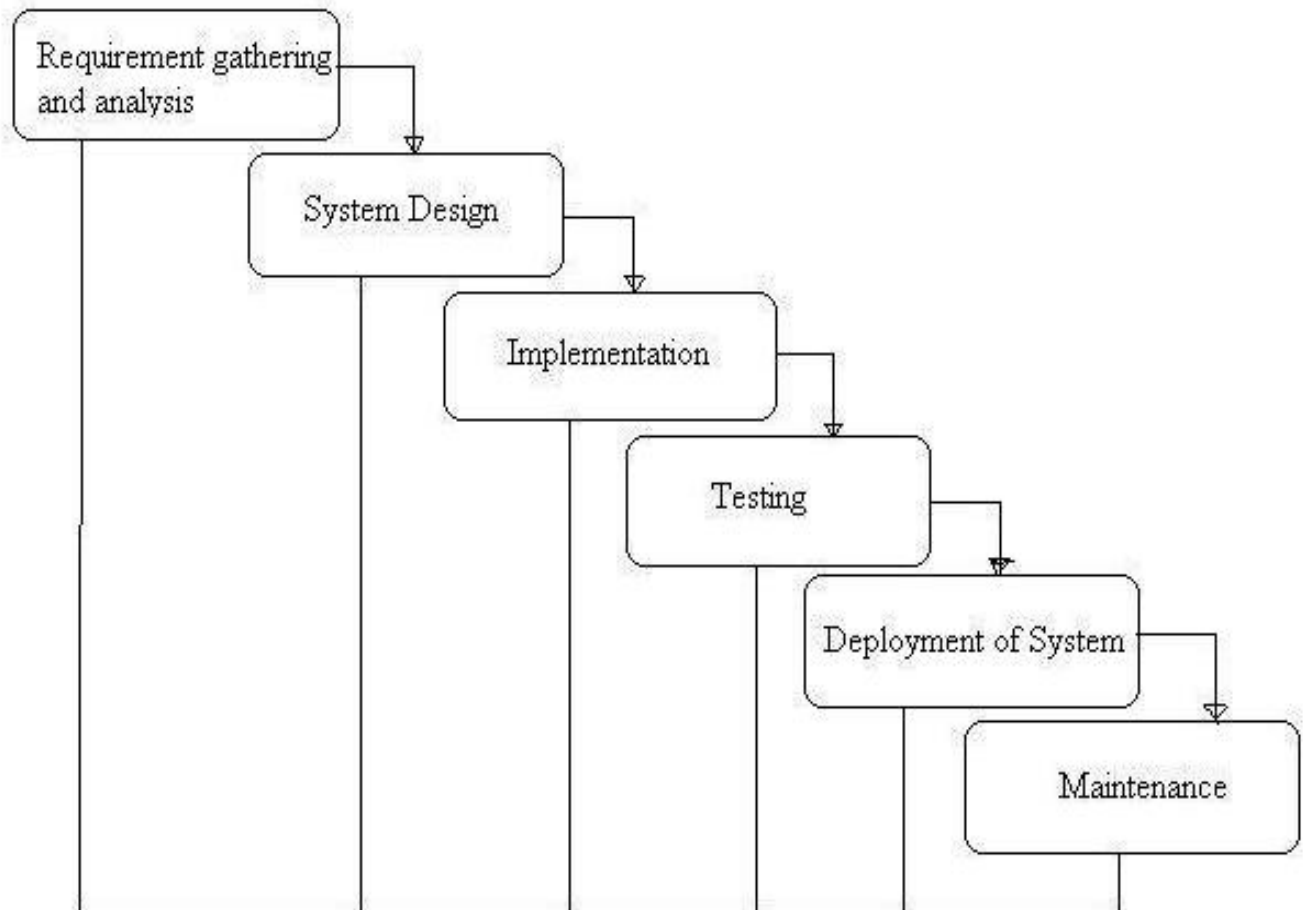 Requirement gathering
and analysis
System Design
Implementation
Testing
Deployment of System
Maintenance